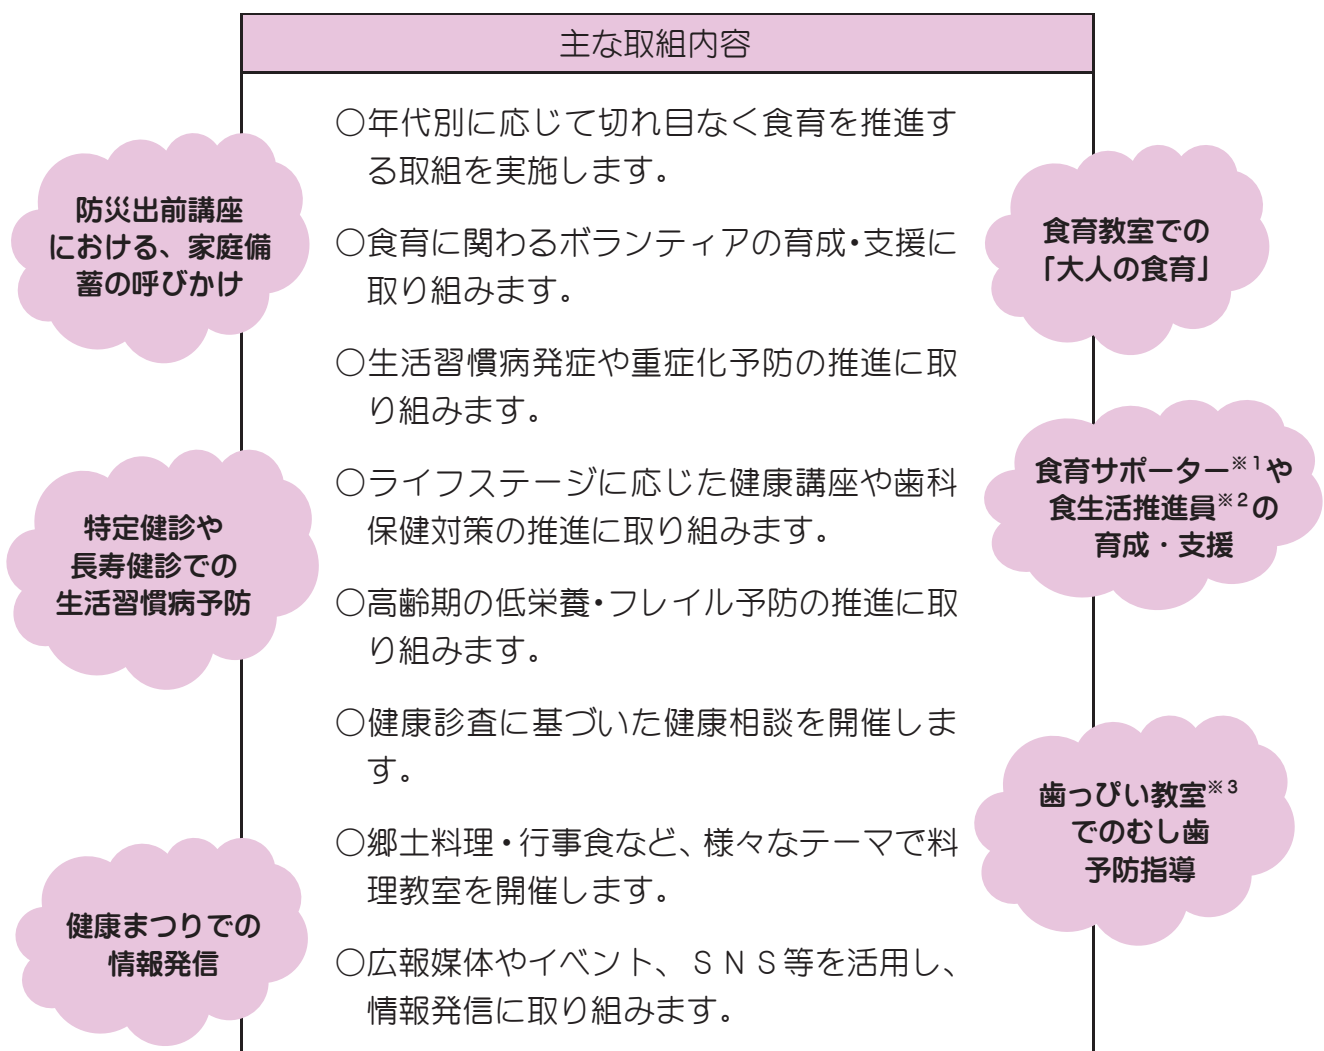 主な取組内容
○年代別に応じて切れ目なく食育を推進す
る取組を実施します。
○食育に関わるボランティアの育成・支援に
取り組みます。
○生活習慣病発症や重症化予防の推進に取
り組みます。
○ライフステージに応じた健康講座や歯科
保健対策の推進に取り組みます。
○高齢期の低栄養・フレイル予防の推進に取
り組みます。
○健康診査に基づいた健康相談を開催しま
す。
○郷土料理・行事食など、様々なテーマで料
理教室を開催します。
○広報媒体やイベント、ＳＮＳ等を活用し、
情報発信に取り組みます。
防災出前講座
における、家庭備
蓄の呼びかけ
特定健診や
長寿健診での
生活習慣病予防
健康まつりでの
情報発信
食育教室での
「大人の食育」
食育サポーター※1や
食生活推進員※2の
育成・支援
歯っぴい教室※3
でのむし歯
予防指導